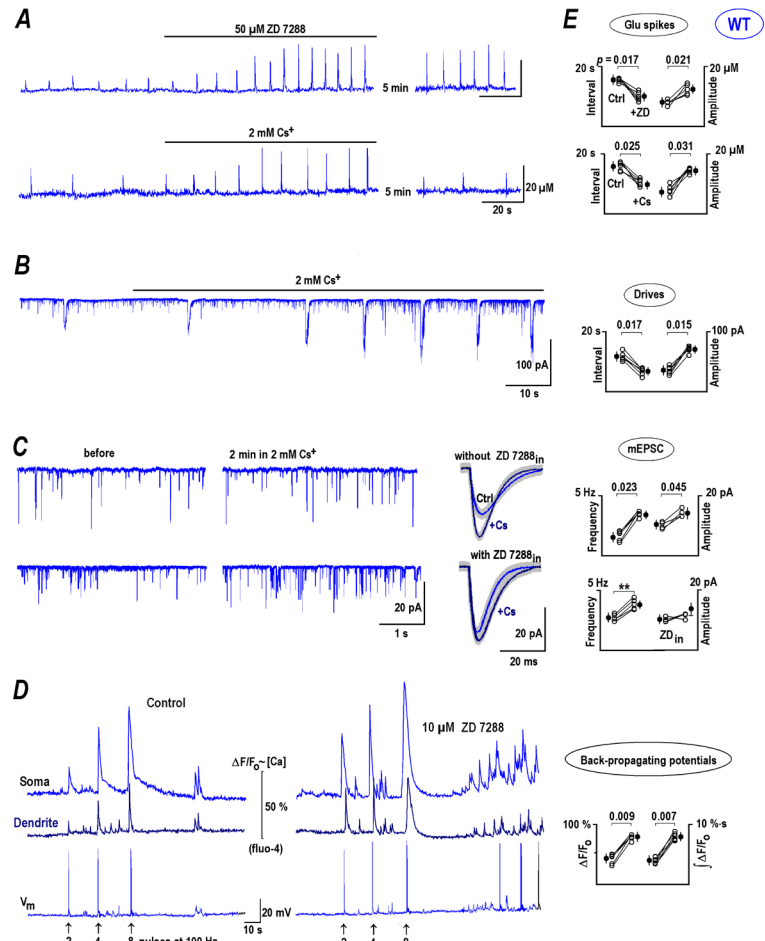 A
50 µM ZD 7288
5 min
2 mM Cs+
5 min
20 µM
20 s
E
Glu spikes
WT
p = 0.017
0.021
20 s
20 µM
Interval
Amplitude
Ctrl
+ZD
0.025
0.031
20 s
20 µM
Interval
Amplitude
Ctrl
+Cs
B
2 mM Cs+
100 pA
10 s
Drives
0.017
0.015
20 s
100 pA
Interval
Amplitude
C
before
2 min in 2 mM Cs+
20 pA
1 s
without ZD 7288in
Ctrl
+Cs
with ZD 7288in
+Cs
20 pA
20 ms
mEPSC
0.023
0.045
5 Hz
20 pA
Frequency
Amplitude
5 Hz
**
20 pA
Frequency
Amplitude
ZDin
D
Control
10 µM ZD 7288
Soma
ΔF/Fo~[Ca]
50 %
Dendrite
(fluo-4)
Vm
20 mV
10 s
2 4 8 pulses at 100 Hz
2 4 8
Back-propagating potentials
0.009
0.007
100 %
10 %·s
ΔF/Fo
∫ΔF/Fo